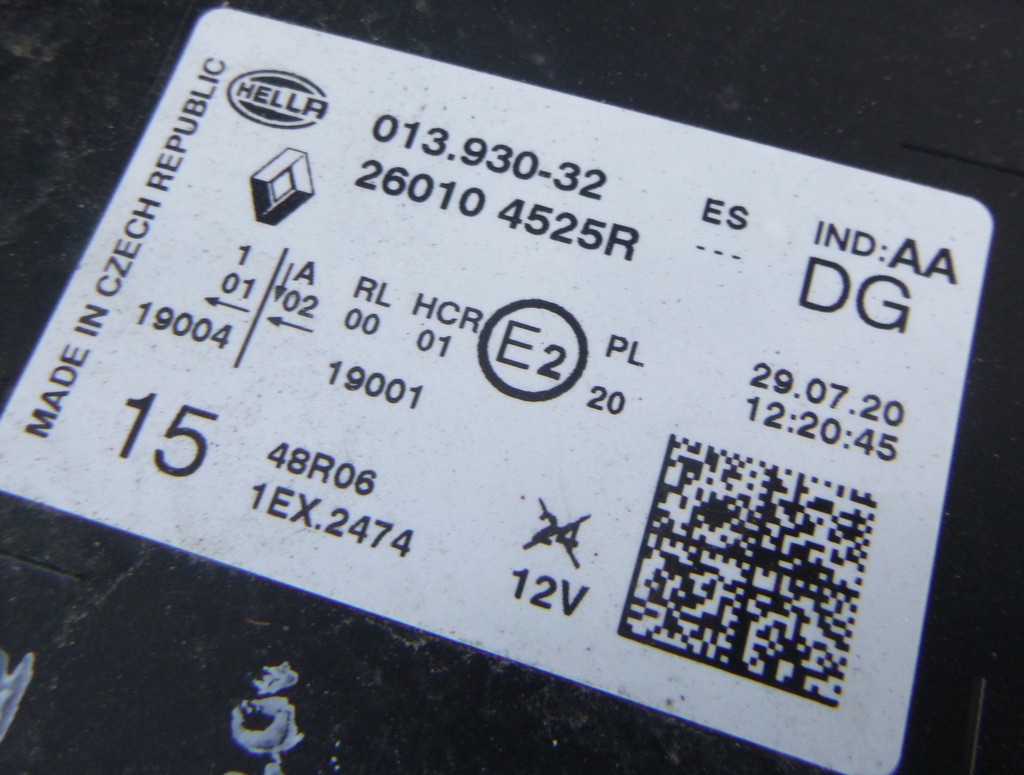 MADE IN CZECH REPUBLIC
HELLA
013.930-32
26010 4525R
ES
---
IND:AA
DG
1 A RL HCR E2 PL
01 02 00 01 20
19004 19001
29.07.20
12:20:45
15
48R06
1EX.2474
24
12V